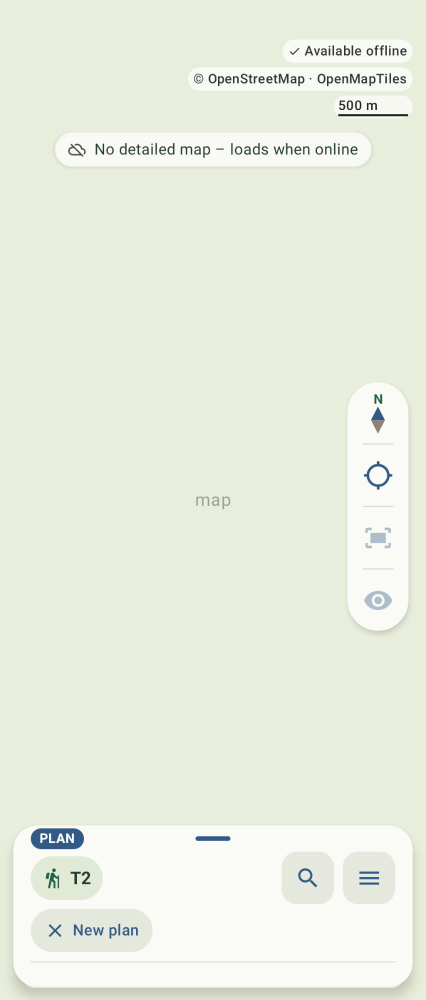 Available offline
© OpenStreetMap · OpenMapTiles
500 m
No detailed map – loads when online
N
map
PLAN
T2
New plan